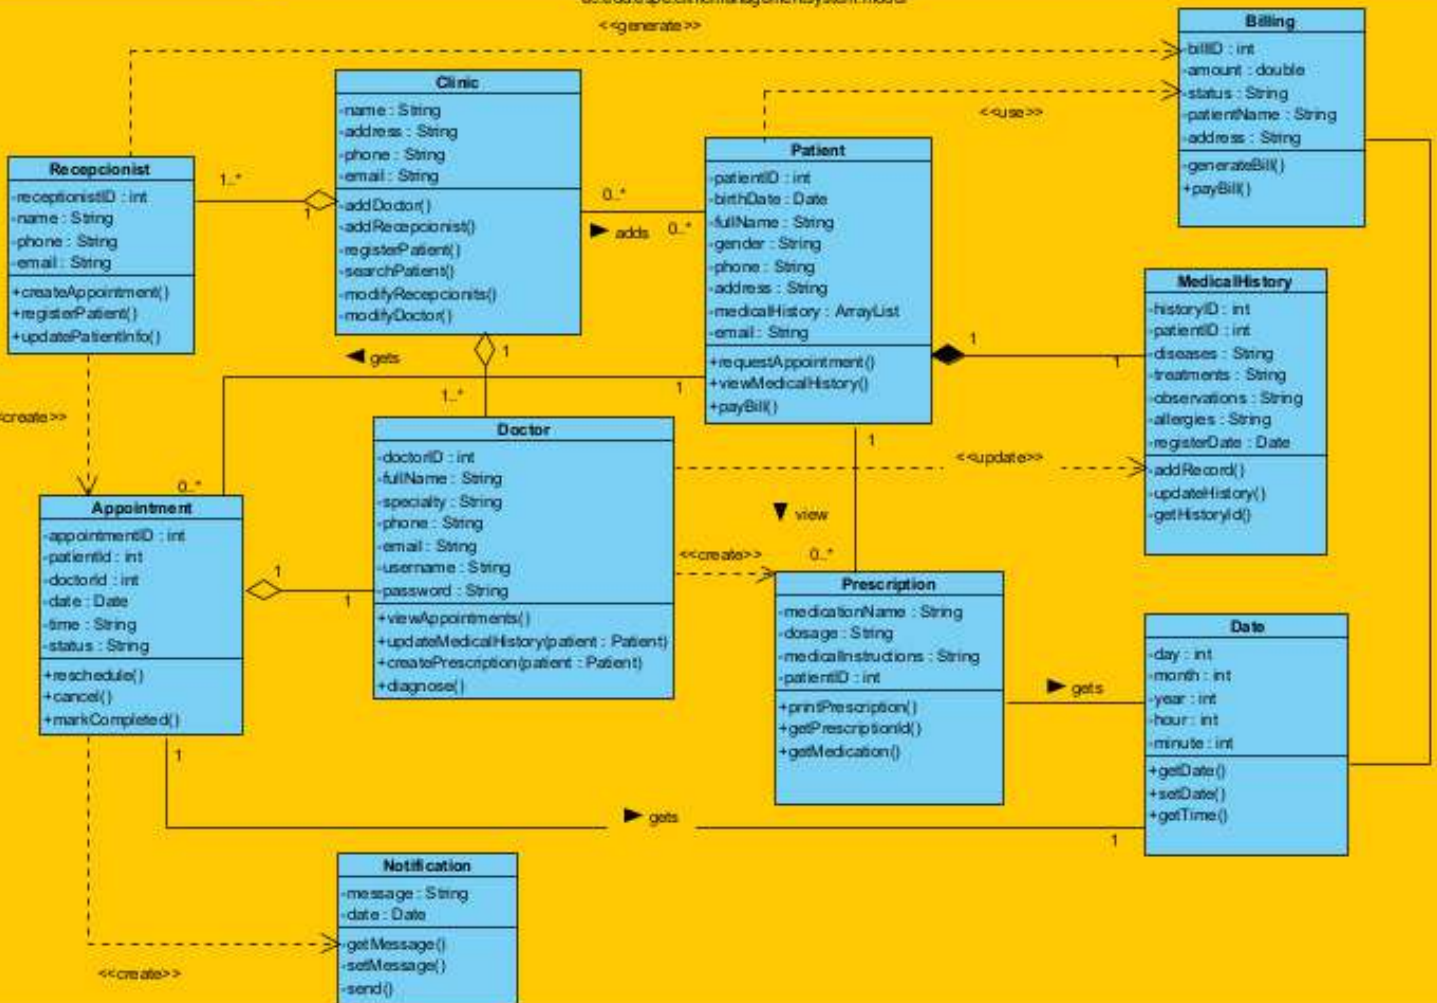 <<generate>>
Billing
-billID : int
-amount : double
-status : String
-patientName : String
-address : String
-generateBill()
+payBill()
Clinic
-name : String
-address : String
-phone : String
-email : String
-addDoctor()
-addRecepcionist()
-registerPatient()
-searchPatient()
-modifyRecepcionits()
-modifyDoctor()
<<use>>
Patient
-patientID : int
-birthDate : Date
-fullName : String
-gender : String
-phone : String
-address : String
-medicalHistory : ArrayList
-email : String
+requestAppointment()
+viewMedicalHistory()
+payBill()
Recepcionist
-receptionistID : int
-name : String
-phone : String
-email : String
+createAppointment()
+registerPatient()
+updatePatientInfo()
1..*
1
0..*
adds
0..*
MedicalHistory
-historyID : int
-patientID : int
-diseases : String
-treatments : String
-observations : String
-allergies : String
-registerDate : Date
-addRecord()
-updateHistory()
-getHistoryId()
1
1
gets
1
1..*
1
<<create>>
Doctor
-doctorID : int
-fullName : String
-specialty : String
-phone : String
-email : String
-username : String
-password : String
+viewAppointments()
+updateMedicalHistory(patient : Patient)
+createPrescription(patient : Patient)
+diagnose()
1
<<update>>
view
<<create>>
0..*
0..*
Appointment
-appointmentID : int
-patientId : int
-doctorId : int
-date : Date
-time : String
-status : String
+reschedule()
+cancel()
+markCompleted()
1
1
Prescription
-medicationName : String
-dosage : String
-medicalInstructions : String
-patientID : int
+printPrescription()
+getPrescriptionId()
+getMedication()
gets
Date
-day : int
-month : int
-year : int
-hour : int
-minute : int
+getDate()
+setDate()
+getTime()
1
gets
1
Notification
-message : String
-date : Date
-getMessage()
-setMessage()
-send()
<<create>>